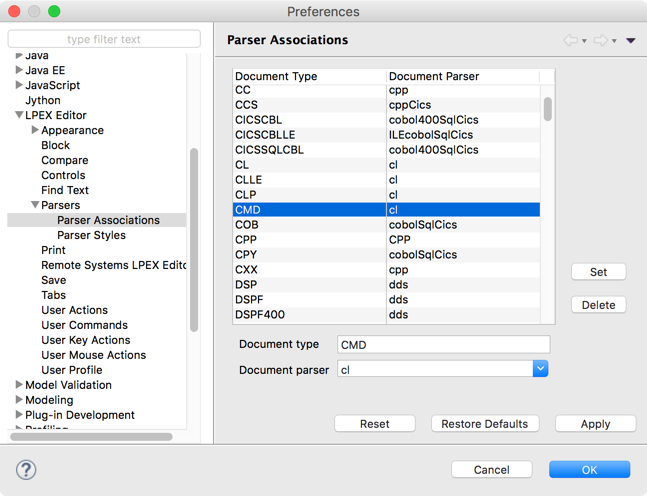 Preferences
type filter text
Java
Java EE
JavaScript
Jython
LPEX Editor
Appearance
Block
Compare
Controls
Find Text
Parsers
Parser Associations
Parser Styles
Print
Remote Systems LPEX Edito
Save
Tabs
User Actions
User Commands
User Key Actions
User Mouse Actions
User Profile
Model Validation
Modeling
Plug-in Development
Profiling
Parser Associations
Document Type Document Parser
CC cpp
CCS cppCics
CICSCBL cobol400SqlCics
CICSCBLLE ILEcobolSqlCics
CICSSQLCBL cobol400SqlCics
CL cl
CLLE cl
CLP cl
CMD cl
COB cobolSqlCics
CPP CPP
CPY cobolSqlCics
CXX cpp
DSP dds
DSPF dds
DSPF400 dds
Set
Delete
Document type CMD
Document parser cl
Reset Restore Defaults Apply
? Cancel OK